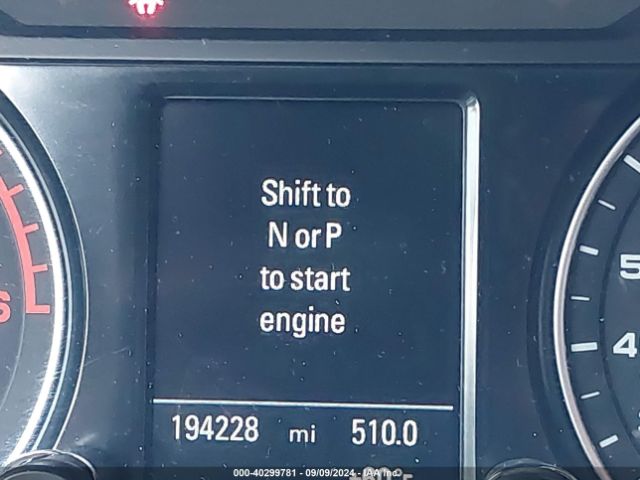 Shift to
N or P
to start
engine
194228 mi 510.0
000-40299781 - 09/09/2024 - IAA Inc.